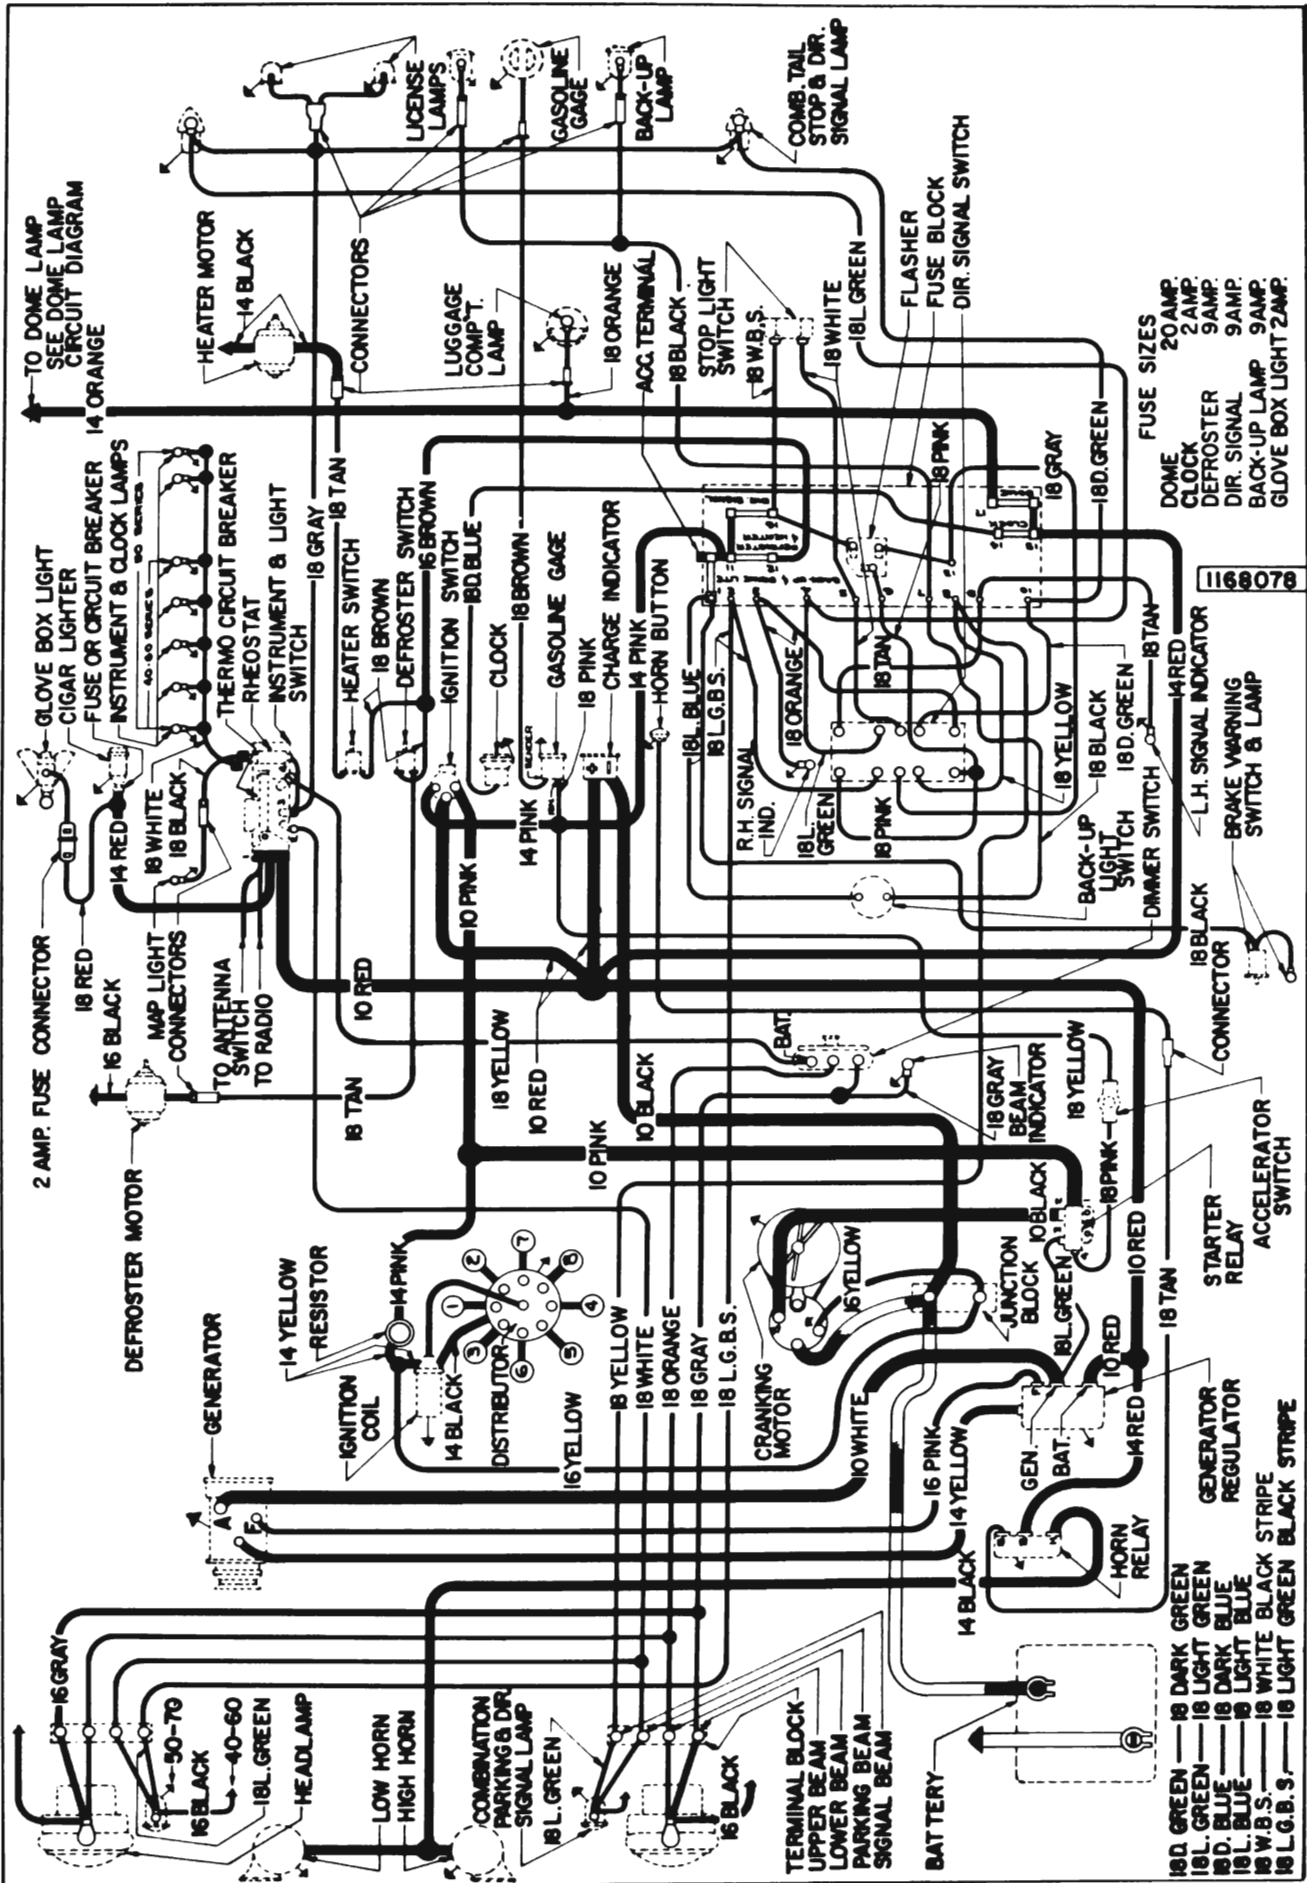 TO DOME LAMP
SEE DOME LAMP
CIRCUIT DIAGRAM
14 ORANGE
HEATER MOTOR
14 BLACK
CONNECTORS
LICENSE
LAMPS
GASOLINE
GAGE
BACK-UP
LAMP
COMB. TAIL
STOP & DIR.
SIGNAL LAMP
LUGGAGE
COMP'T.
LAMP
18 ORANGE
ACC. TERMINAL
18 BLACK
STOP LIGHT
SWITCH
18 W.B.S.
18 WHITE
18 L.GREEN
FLASHER
FUSE BLOCK
DIR. SIGNAL SWITCH
GLOVE BOX LIGHT
CIGAR LIGHTER
FUSE OR CIRCUIT BREAKER
INSTRUMENT & CLOCK LAMPS
50 SERIES
40-60 SERIES
THERMO CIRCUIT BREAKER
RHEOSTAT
INSTRUMENT & LIGHT
SWITCH
18 GRAY
18 TAN
HEATER SWITCH
18 BROWN
DEFROSTER SWITCH
16 BROWN
IGNITION SWITCH
18 D.BLUE
CLOCK
18 BROWN
GASOLINE GAGE
18 PINK
CHARGE INDICATOR
14 PINK
HORN BUTTON
18 L. BLUE
18 L.G.B.S.
18 ORANGE
18 TAN
18 PINK
18 GRAY
18 D.GREEN
FUSE SIZES
DOME 20 AMP.
CLOCK 2 AMP.
DEFROSTER 9 AMP.
DIR. SIGNAL 9 AMP.
BACK-UP LAMP 9 AMP.
GLOVE BOX LIGHT 2 AMP.
1168078
2 AMP. FUSE CONNECTOR
18 RED
16 BLACK
MAP LIGHT
CONNECTORS
14 RED
18 WHITE
18 BLACK
TO ANTENNA
SWITCH
TO RADIO
10 RED
10 PINK
14 PINK
R.H. SIGNAL
IND.
18 L.
GREEN
18 PINK
18 YELLOW
18 BLACK
18 D.GREEN
18 TAN
14 RED
BACK-UP
LIGHT
SWITCH
DIMMER SWITCH
L.H. SIGNAL INDICATOR
BRAKE WARNING
SWITCH & LAMP
18 BLACK
CONNECTOR
DEFROSTER MOTOR
18 TAN
18 YELLOW
10 RED
10 BLACK
10 PINK
BAT.
18 GRAY
BEAM
INDICATOR
18 YELLOW
18 PINK
10 BLACK
ACCELERATOR
SWITCH
STARTER
RELAY
10 RED
18 TAN
GENERATOR
A
F
14 YELLOW
RESISTOR
14 PINK
IGNITION
COIL
14 BLACK
DISTRIBUTOR
1
2
7
8
4
5
6
3
16 YELLOW
18 YELLOW
18 WHITE
18 ORANGE
18 GRAY
18 L.G.B.S.
CRANKING
MOTOR
16 YELLOW
JUNCTION
BLOCK
18 L.GREEN
10 RED
10 WHITE
16 PINK
14 YELLOW
GEN.
BAT.
14 RED
GENERATOR
REGULATOR
HORN
RELAY
14 BLACK
16 GRAY
50-70
16 BLACK
40-60
18 L.GREEN
HEADLAMP
LOW HORN
HIGH HORN
COMBINATION
PARKING & DIR.
SIGNAL LAMP
18 L. GREEN
16 BLACK
TERMINAL BLOCK
UPPER BEAM
LOWER BEAM
PARKING BEAM
SIGNAL BEAM
BATTERY
18 D. GREEN — 18 DARK GREEN
18 L. GREEN — 18 LIGHT GREEN
18 D. BLUE — 18 DARK BLUE
18 L. BLUE — 18 LIGHT BLUE
18 W.B.S. — 18 WHITE BLACK STRIPE
18 L.G.B.S. — 18 LIGHT GREEN BLACK STRIPE